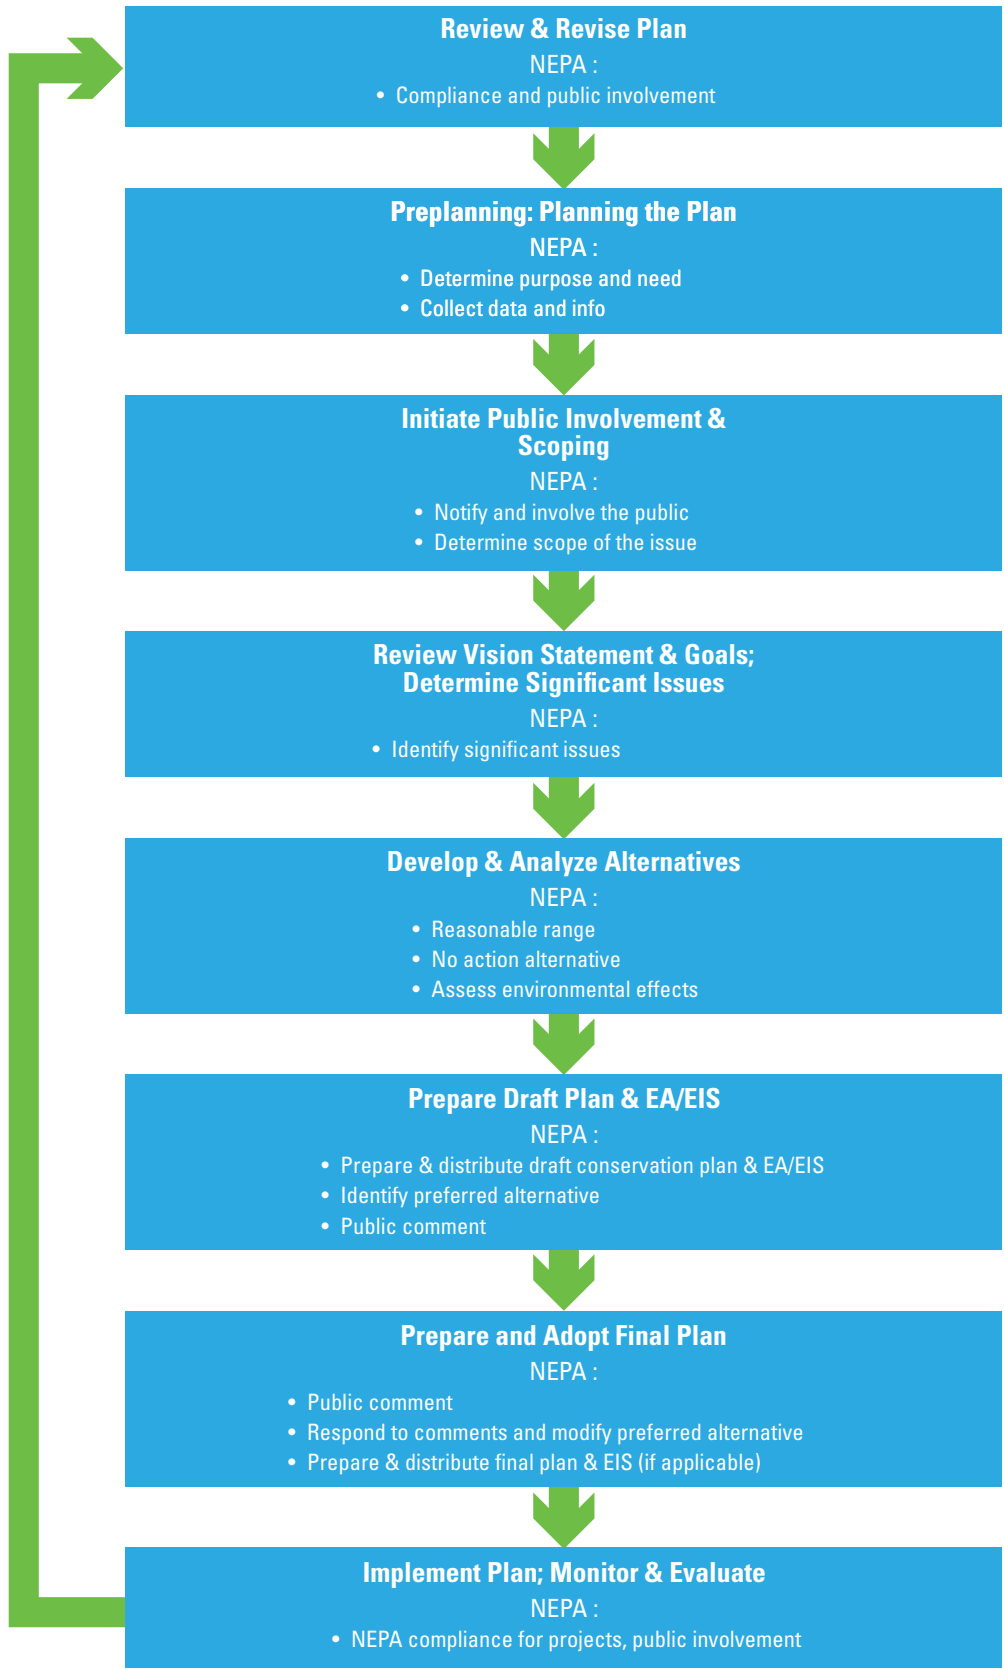 Review & Revise Plan
NEPA :
• Compliance and public involvement
Preplanning: Planning the Plan
NEPA :
• Determine purpose and need
• Collect data and info
Initiate Public Involvement &
Scoping
NEPA :
• Notify and involve the public
• Determine scope of the issue
Review Vision Statement & Goals;
Determine Significant Issues
NEPA :
• Identify significant issues
Develop & Analyze Alternatives
NEPA :
• Reasonable range
• No action alternative
• Assess environmental effects
Prepare Draft Plan & EA/EIS
NEPA :
• Prepare & distribute draft conservation plan & EA/EIS
• Identify preferred alternative
• Public comment
Prepare and Adopt Final Plan
NEPA :
• Public comment
• Respond to comments and modify preferred alternative
• Prepare & distribute final plan & EIS (if applicable)
Implement Plan; Monitor & Evaluate
NEPA :
• NEPA compliance for projects, public involvement